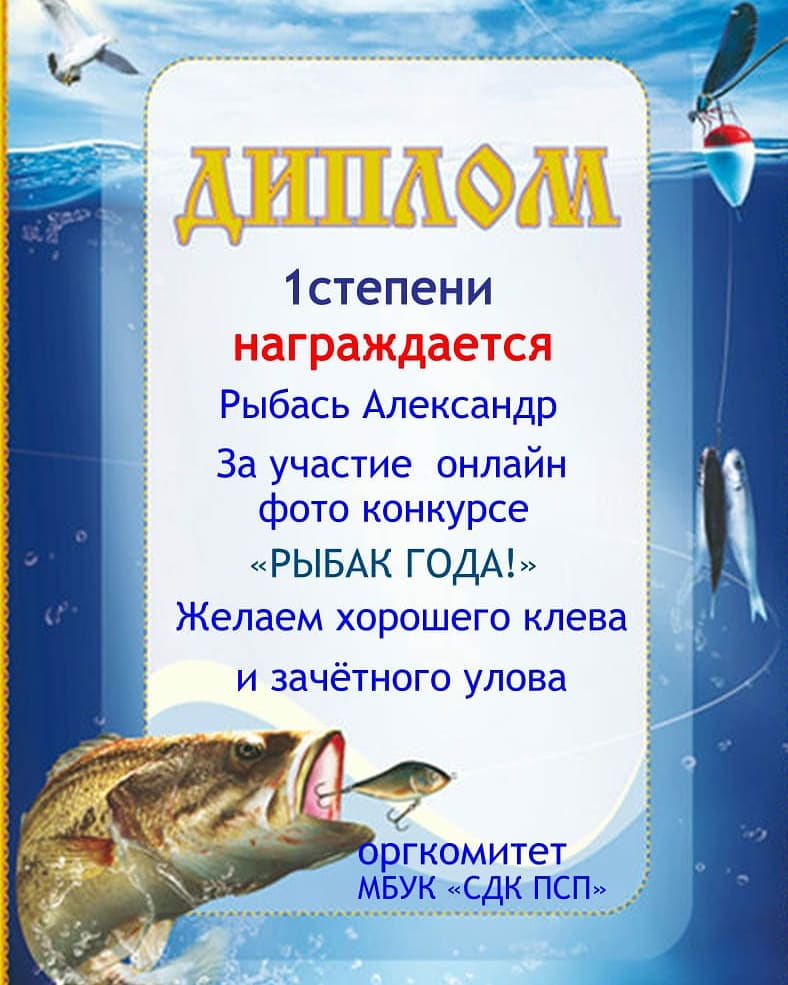 ДИПЛОМ
1степени
награждается
Рыбась Александр
За участие онлайн
фото конкурсе
«РЫБАК ГОДА!»
Желаем хорошего клева
и зачётного улова
оргкомитет
МБУК «СДК ПСП»